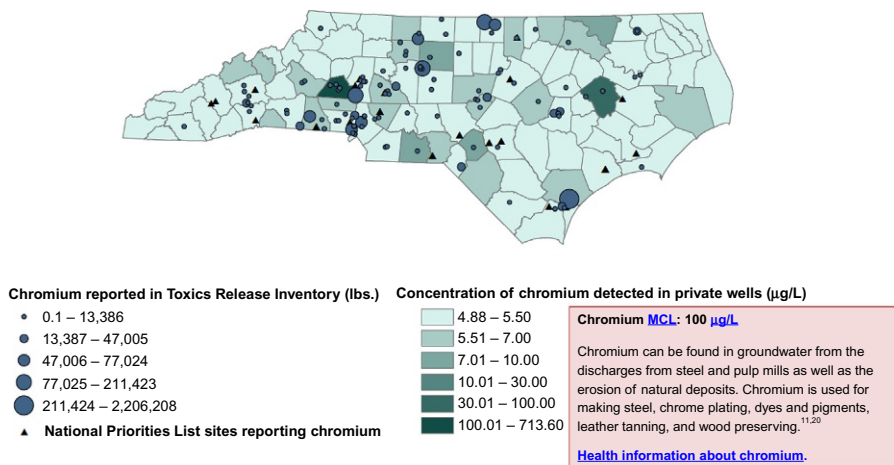 Chromium reported in Toxics Release Inventory (lbs.)
0.1 – 13,386
13,387 – 47,005
47,006 – 77,024
77,025 – 211,423
211,424 – 2,206,208
National Priorities List sites reporting chromium
Concentration of chromium detected in private wells (µg/L)
4.88 – 5.50
5.51 – 7.00
7.01 – 10.00
10.01 – 30.00
30.01 – 100.00
100.01 – 713.60
Chromium MCL: 100 µg/L
Chromium can be found in groundwater from the
discharges from steel and pulp mills as well as the
erosion of natural deposits. Chromium is used for
making steel, chrome plating, dyes and pigments,
leather tanning, and wood preserving.11,20
Health information about chromium.